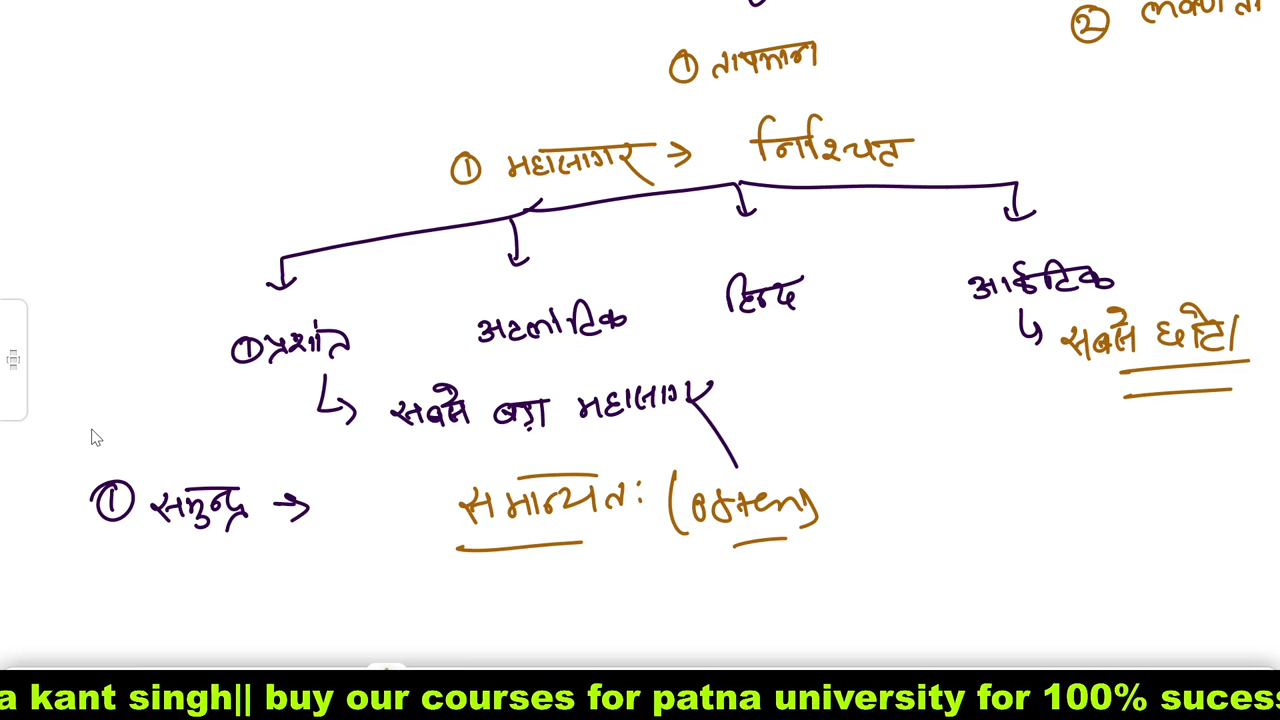 ② लवणता
① तापमान
① महासागर → निश्चित
① प्रशांत अटलांटिक हिन्द आर्कटिक
सबसे छोटा
सबसे बड़ा महासागर
① समुन्द्र → समान्यतः (often)
a kant singh|| buy our courses for patna university for 100% sucess